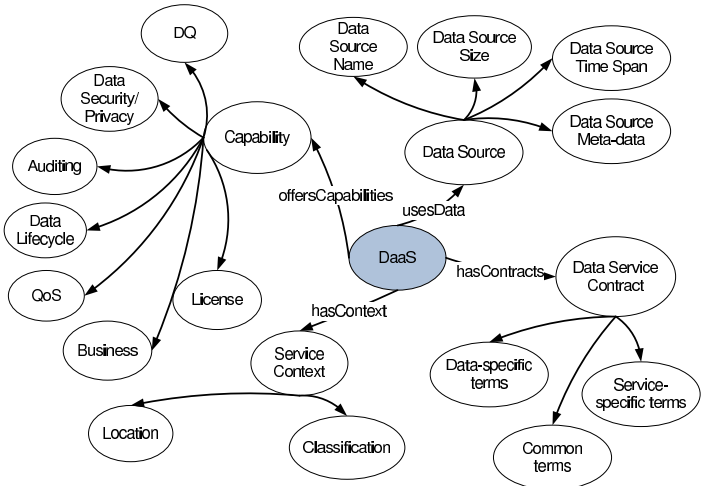 DQ
Data
Source
Name
Data Source
Size
Data Source
Time Span
Data
Security/
Privacy
Capability
Data Source
Meta-data
Data Source
Auditing
offersCapabilities
usesData
Data
Lifecycle
DaaS
hasContracts
Data Service
Contract
QoS
License
hasContext
Business
Service
Context
Data-specific
terms
Service-
specific terms
Location
Classification
Common
terms